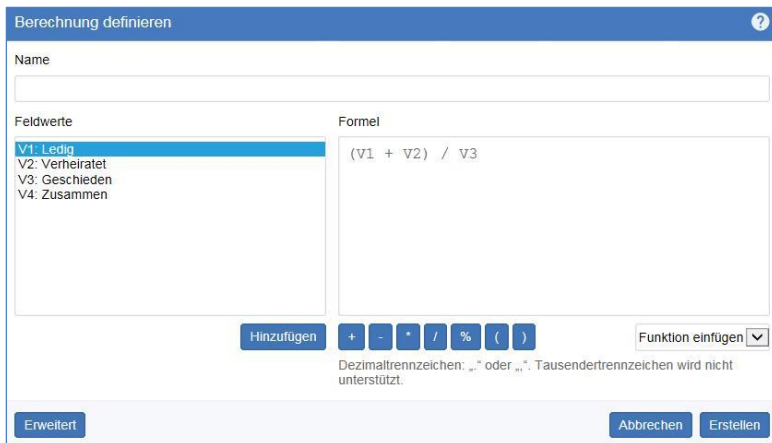 Berechnung definieren
?
Name
Feldwerte
Formel
V1: Ledig
V2: Verheiratet
V3: Geschieden
V4: Zusammen
(V1 + V2) / V3
Hinzufügen
+ - * / % ( )
Funktion einfügen
Dezimaltrennzeichen: „.“ oder „,“. Tausendertrennzeichen wird nicht
unterstützt.
Erweitert
Abbrechen
Erstellen